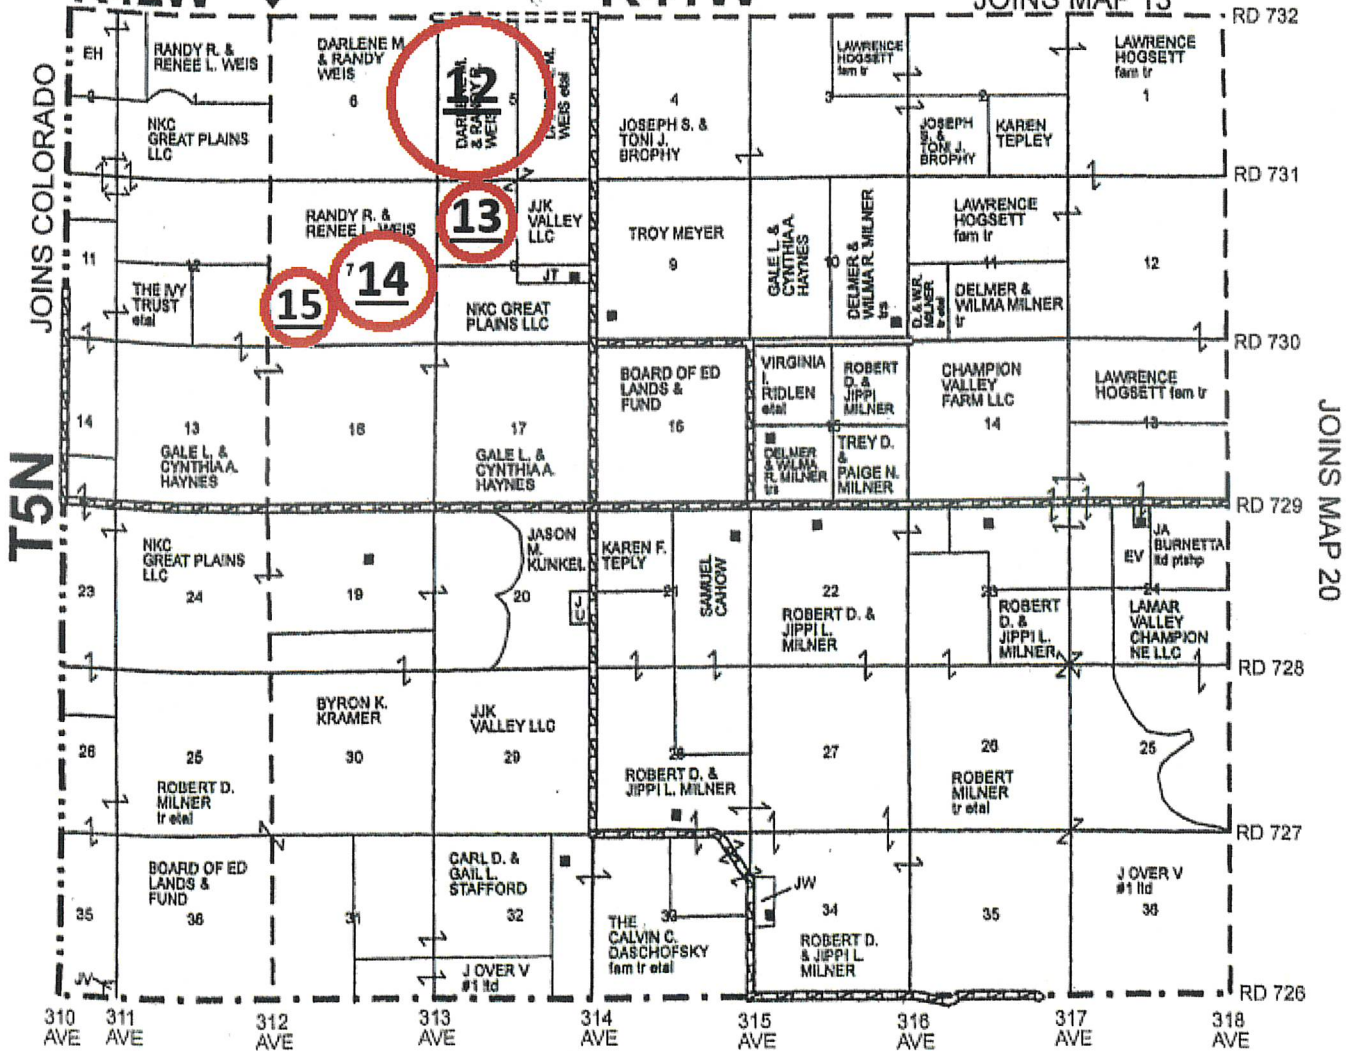 JOINS MAP 13
RD 732
EH
RANDY R. &
RENEE L. WEIS
DARLENE M.
& RANDY
WEIS
6
12
5
WEIS etal
4
JOSEPH S. &
TONI J.
BROPHY
3
LAWRENCE
HOGSETT
fam tr
2
JOSEPH
S. &
TONI J.
BROPHY
KAREN
TEPLEY
LAWRENCE
HOGSETT
fam tr
1
JOINS COLORADO
1
NKC
GREAT PLAINS
LLC
RD 731
11
12
THE IVY
TRUST
etal
RANDY R. &
RENEE L. WEIS
7
13
14
15
JJK
VALLEY
LLC
JT
NKC GREAT
PLAINS LLC
TROY MEYER
9
GALE L. &
CYNTHIA A.
HAYNES
10
DELMER &
WILMA R. MILNER
trs
LAWRENCE
HOGSETT
fam tr
11
D. & W.R.
MILNER
tr etal
DELMER &
WILMA MILNER
tr
12
RD 730
14
13
GALE L. &
CYNTHIA A.
HAYNES
18
17
GALE L. &
CYNTHIA A.
HAYNES
BOARD OF ED
LANDS &
FUND
16
VIRGINIA
I.
RIDLEN
etal
ROBERT
D. &
JIPPI
MILNER
15
DELMER
& WILMA
R. MILNER
trs
TREY D.
&
PAIGE N.
MILNER
CHAMPION
VALLEY
FARM LLC
14
LAWRENCE
HOGSETT fam tr
13
JOINS MAP 20
T5N
RD 729
NKC
GREAT PLAINS
LLC
23
24
19
JASON
M.
KUNKEL
20
J
U
KAREN F.
TEPLY
21
SAMUEL
CAHOW
22
ROBERT D. &
JIPPI L.
MILNER
23
ROBERT
D. &
JIPPI L.
MILNER
EV
JA
BURNETTA
ltd ptshp
24
LAMAR
VALLEY
CHAMPION
NE LLC
RD 728
26
25
ROBERT D.
MILNER
tr etal
BYRON K.
KRAMER
30
JJK
VALLEY LLC
29
28
ROBERT D. &
JIPPI L. MILNER
27
26
ROBERT
MILNER
tr etal
25
RD 727
BOARD OF ED
LANDS &
FUND
35
36
JV
31
CARL D. &
GAIL L.
STAFFORD
32
J OVER V
#1 ltd
33
THE
CALVIN C.
DASCHOFSKY
fam tr etal
JW
34
ROBERT D.
& JIPPI L.
MILNER
35
J OVER V
#1 ltd
36
RD 726
310
AVE
311
AVE
312
AVE
313
AVE
314
AVE
315
AVE
316
AVE
317
AVE
318
AVE